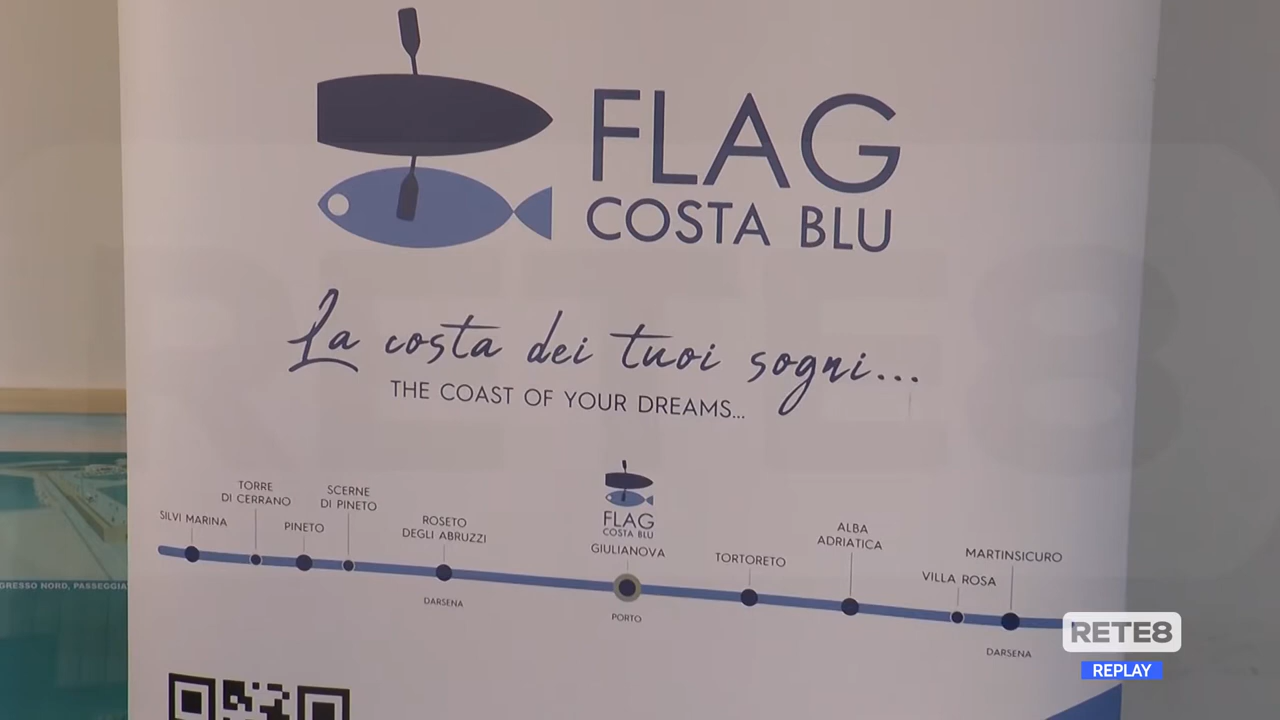 FLAG
COSTA BLU
La costa dei tuoi sogni...
THE COAST OF YOUR DREAMS...
SILVI MARINA
TORRE
DI CERRANO
PINETO
SCERNE
DI PINETO
ROSETO
DEGLI ABRUZZI
DARSENA
FLAG
COSTA BLU
GIULIANOVA
PORTO
TORTORETO
ALBA
ADRIATICA
VILLA ROSA
MARTINSICURO
DARSENA
GRESSO NORD, PASSEGGIA
RETE8
REPLAY
RETE8